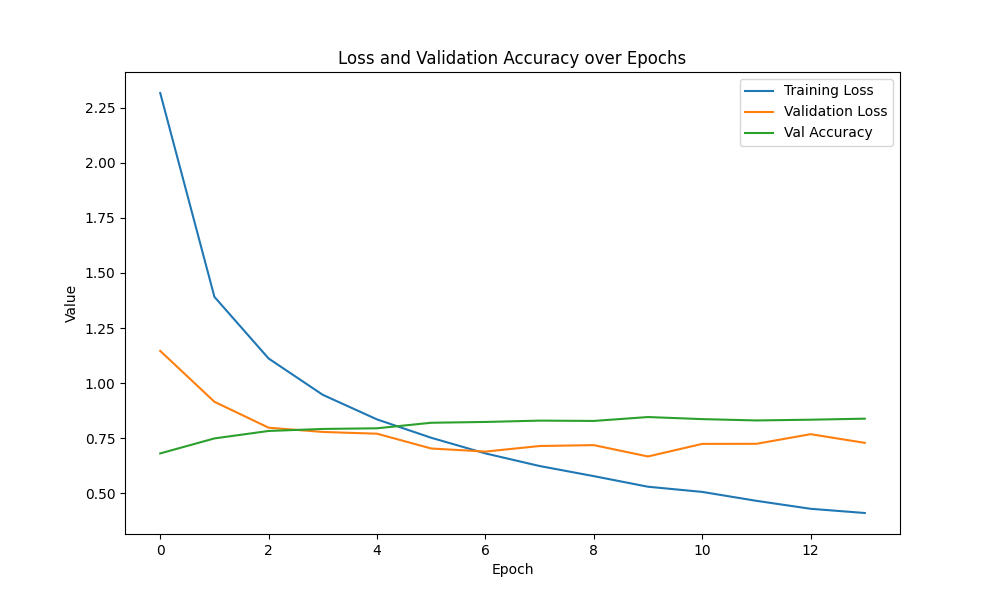 Loss and Validation Accuracy over Epochs
Training Loss
Validation Loss
Val Accuracy
2.25
2.00
1.75
1.50
1.25
1.00
0.75
0.50
Value
0 2 4 6 8 10 12
Epoch